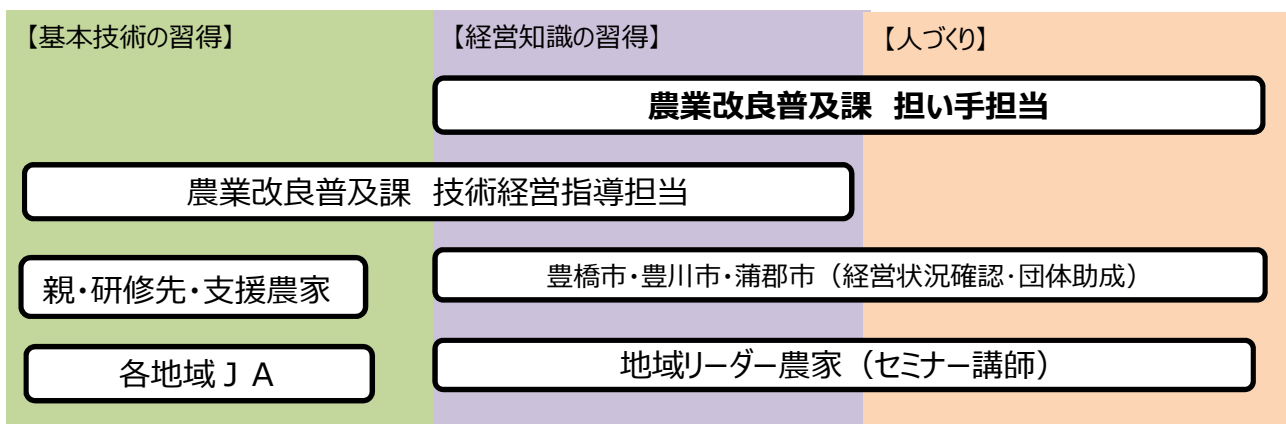 【基本技術の習得】
【経営知識の習得】
【人づくり】
農業改良普及課 担い手担当
農業改良普及課 技術経営指導担当
親・研修先・支援農家
豊橋市・豊川市・蒲郡市（経営状況確認・団体助成）
各地域ＪＡ
地域リーダー農家（セミナー講師）